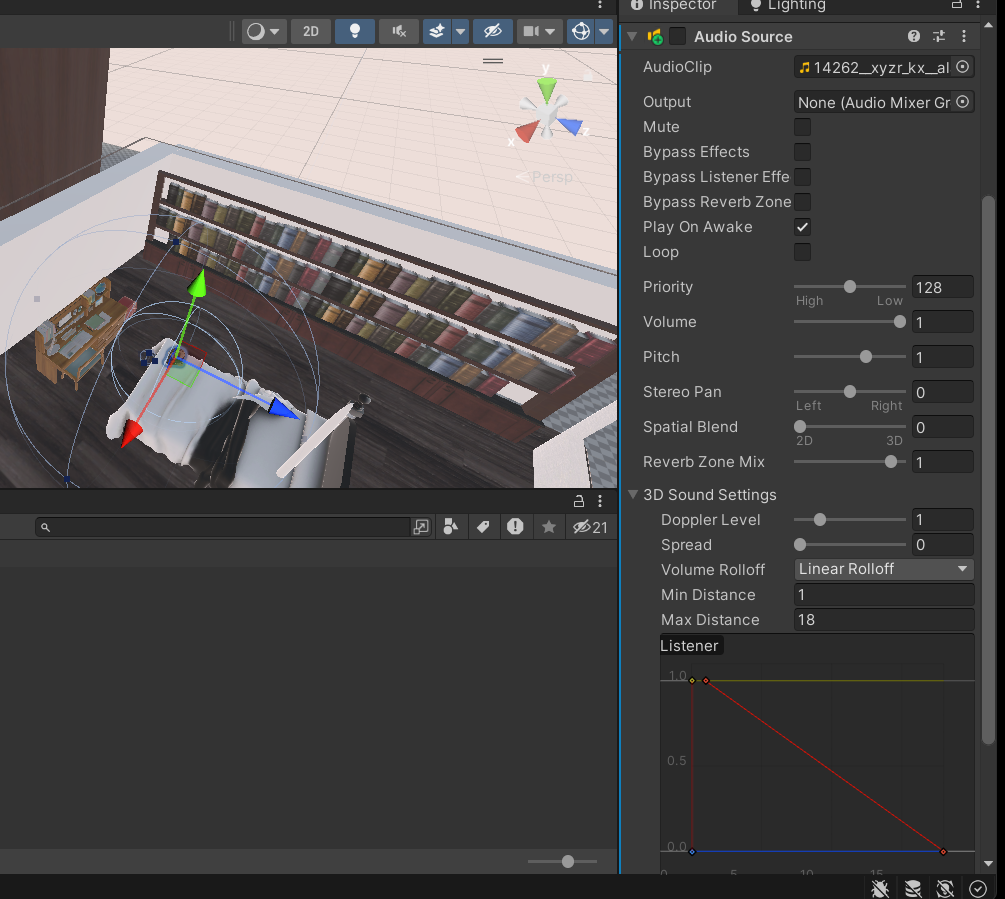 Inspector
Lighting
Audio Source
2D
AudioClip
14262__xyzr_kx__al
Output
None (Audio Mixer Gr
Mute
Bypass Effects
Bypass Listener Effe
Bypass Reverb Zone
Play On Awake
Loop
Priority
128
High
Low
Volume
1
Pitch
1
Stereo Pan
0
Left
Right
Spatial Blend
0
2D
3D
Reverb Zone Mix
1
3D Sound Settings
Doppler Level
1
Spread
0
Volume Rolloff
Linear Rolloff
Min Distance
1
Max Distance
18
Listener
1.0
0.5
0.0
0
5
10
15
y
x
z
Persp
21